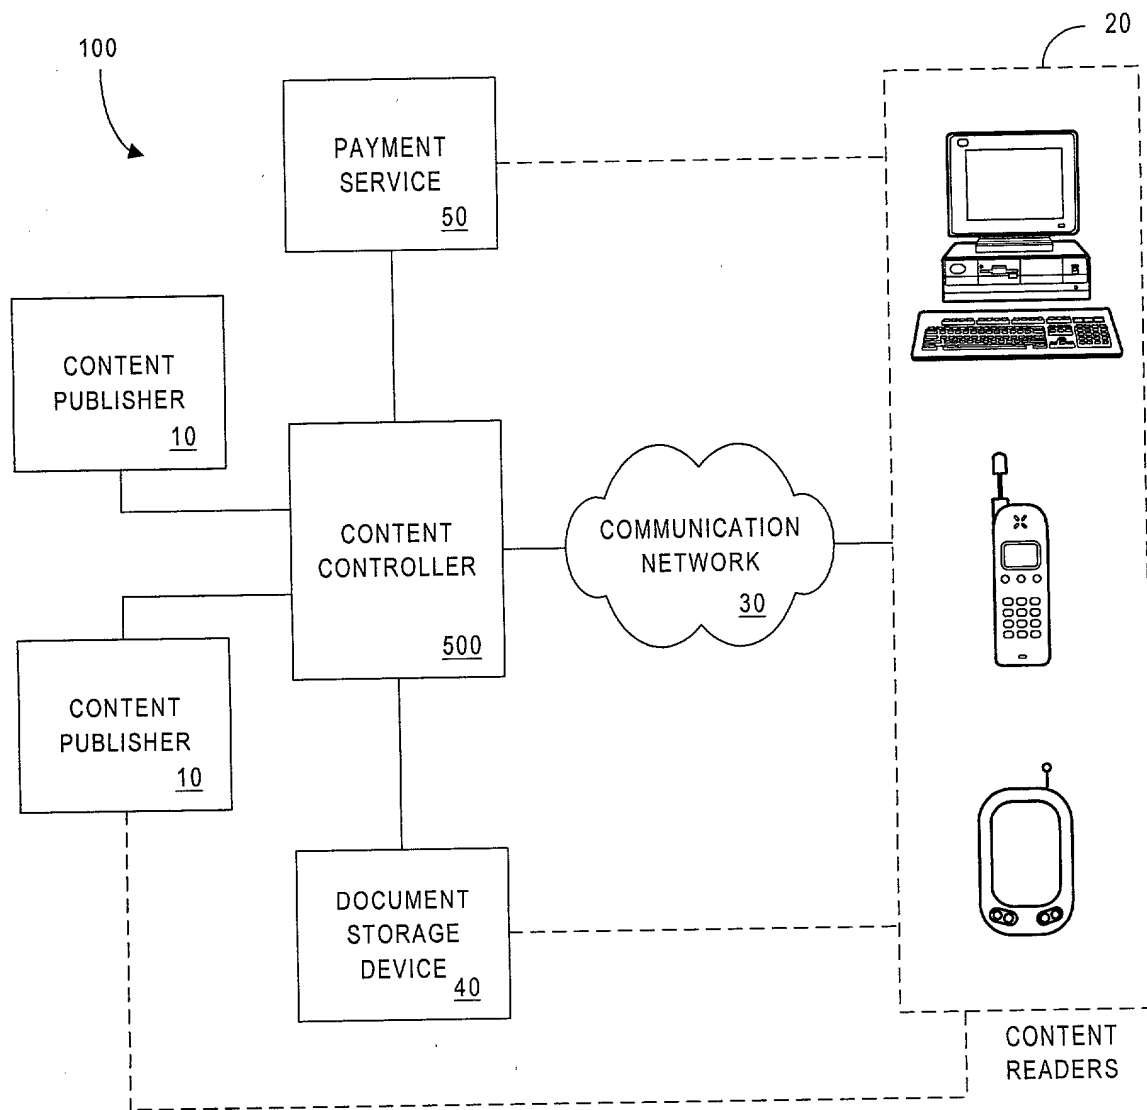 100
20
PAYMENT
SERVICE
50
CONTENT
PUBLISHER
10
CONTENT
CONTROLLER
500
COMMUNICATION
NETWORK
30
CONTENT
PUBLISHER
10
DOCUMENT
STORAGE
DEVICE
40
CONTENT
READERS